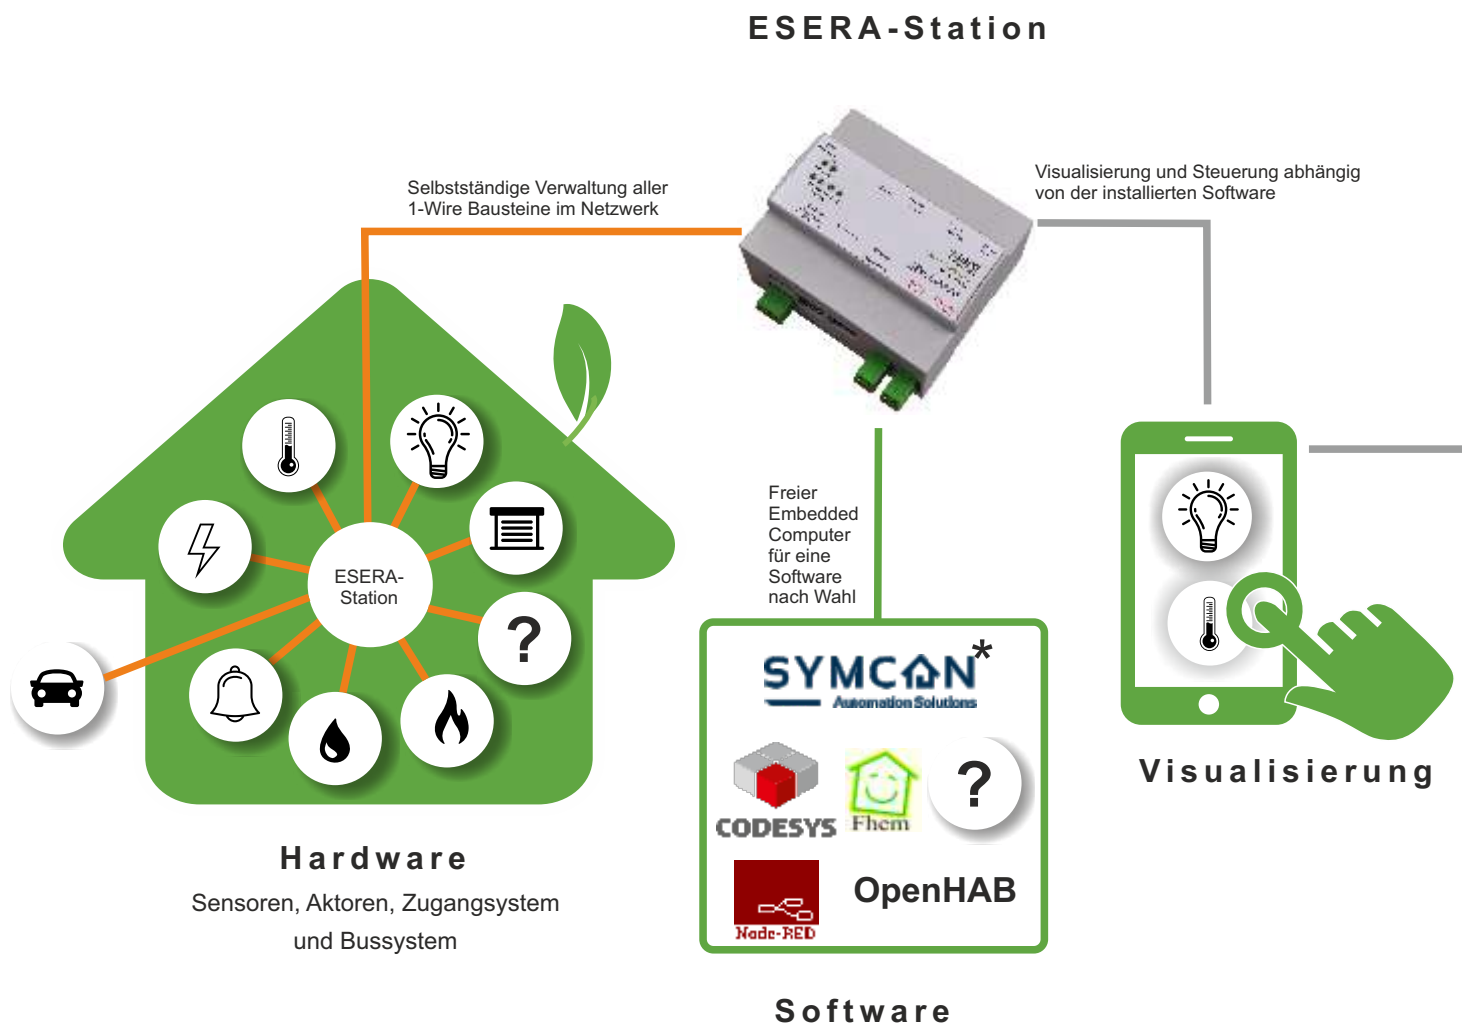 ESERA-Station
Selbstständige Verwaltung aller
1-Wire Bausteine im Netzwerk
Visualisierung und Steuerung abhängig
von der installierten Software
ESERA-
Station
?
Hardware
Sensoren, Aktoren, Zugangsystem
und Bussystem
Freier
Embedded
Computer
für eine
Software
nach Wahl
SYMCON*
Automation Solutions
CODESYS
Fhem
?
Node-RED
OpenHAB
Software
Visualisierung